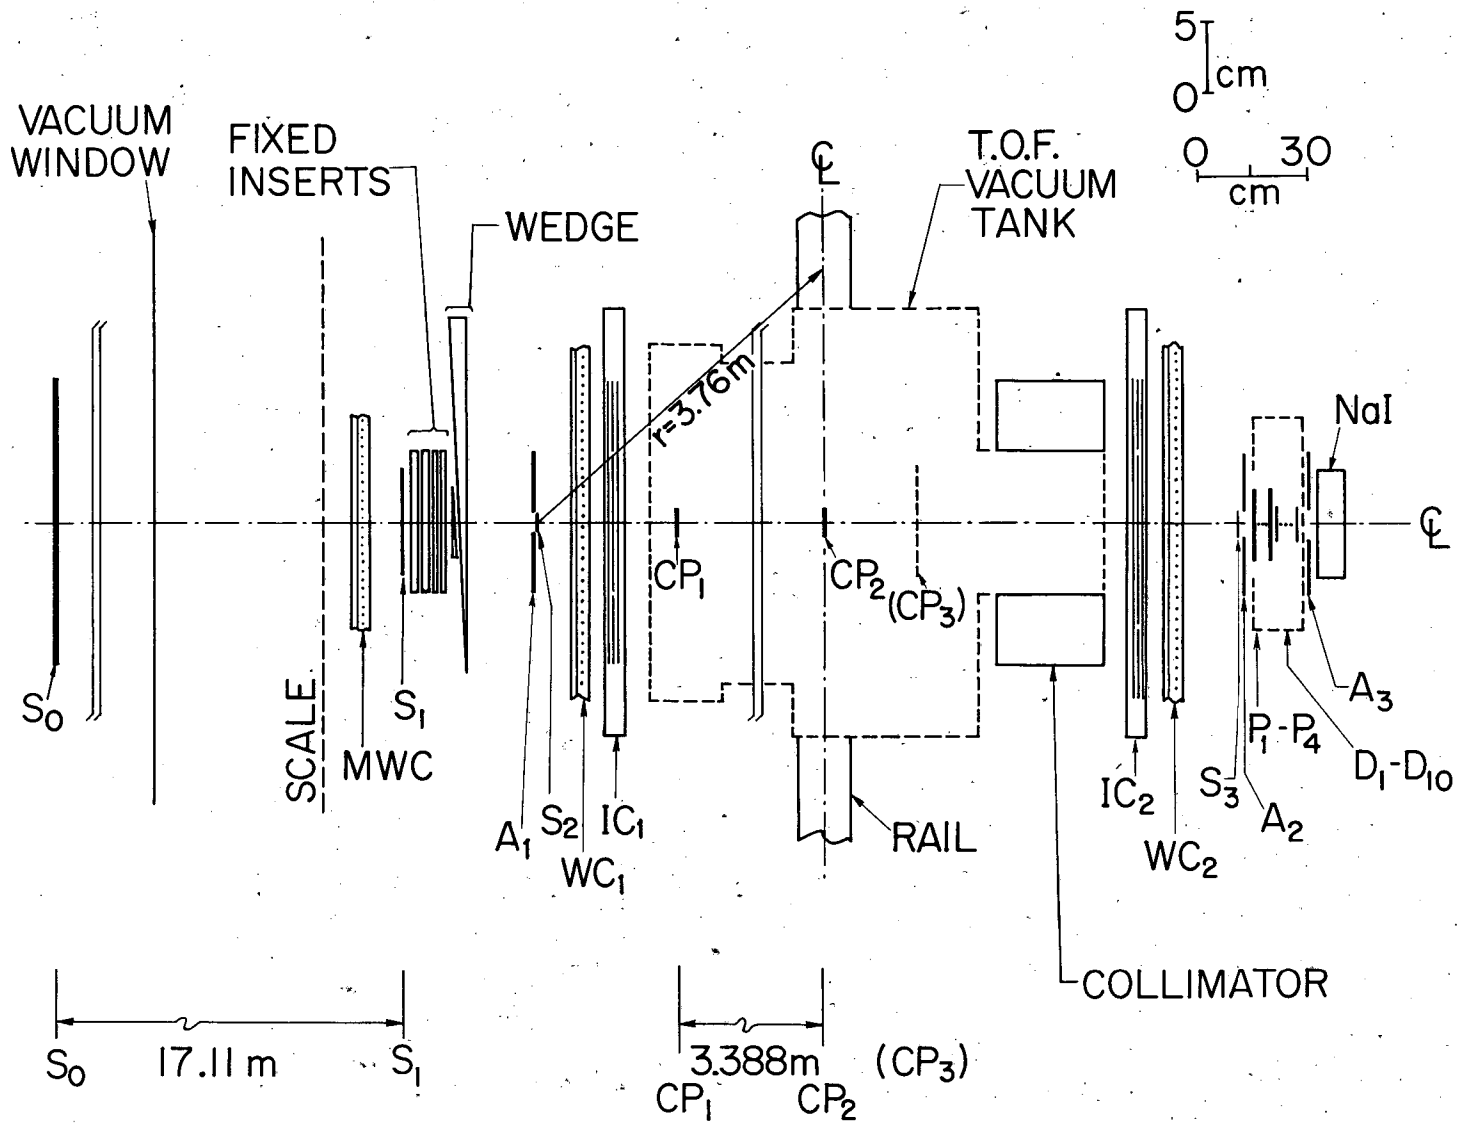 5
cm
0
0 30
cm
VACUUM
WINDOW
FIXED
INSERTS
WEDGE
℄
T.O.F.
VACUUM
TANK
r=3.76m
NaI
℄
CP₁
CP₂
(CP₃)
S₀
SCALE
MWC
S₁
A₁
S₂
WC₁
IC₁
RAIL
COLLIMATOR
IC₂
WC₂
S₃
A₂
P₁-P₄
D₁-D₁₀
A₃
S₀ 17.11 m S₁
3.388m (CP₃)
CP₁ CP₂